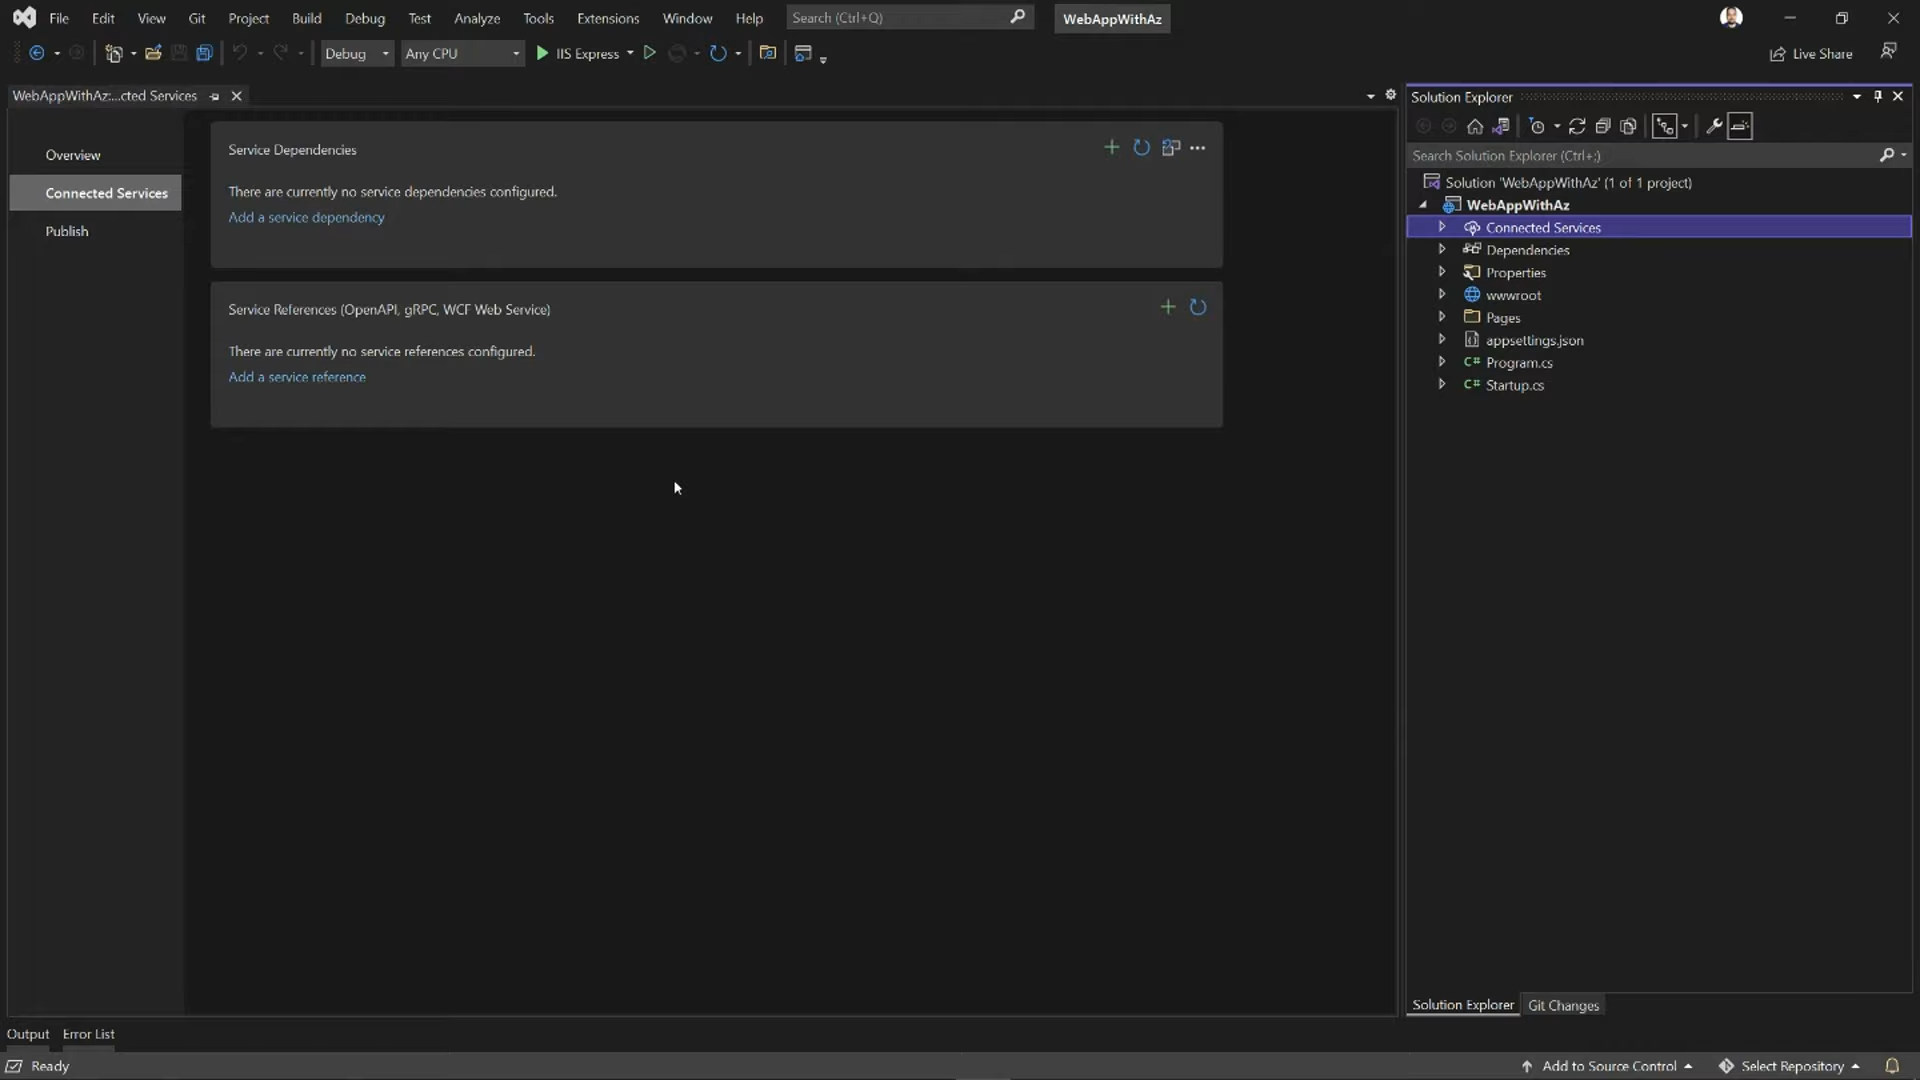 File Edit View Git Project Build Debug Test Analyze Tools Extensions Window Help Search (Ctrl+Q) WebAppWithAz
Debug Any CPU IIS Express Live Share
WebAppWithAz:...cted Services
Overview
Connected Services
Publish
Service Dependencies
There are currently no service dependencies configured.
Add a service dependency
Service References (OpenAPI, gRPC, WCF Web Service)
There are currently no service references configured.
Add a service reference
Solution Explorer
Search Solution Explorer (Ctrl+;)
Solution 'WebAppWithAz' (1 of 1 project)
WebAppWithAz
Connected Services
Dependencies
Properties
wwwroot
Pages
appsettings.json
C# Program.cs
C# Startup.cs
Solution Explorer Git Changes
Output Error List
Ready Add to Source Control Select Repository